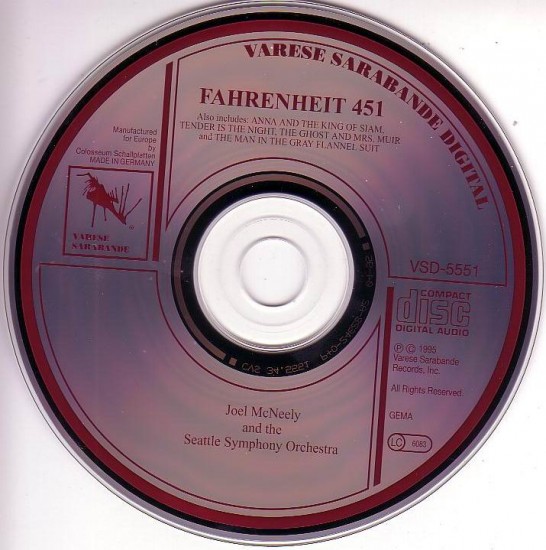 VARESE SARABANDE DIGITAL
FAHRENHEIT 451
Also includes: ANNA AND THE KING OF SIAM,
TENDER IS THE NIGHT, THE GHOST AND MRS. MUIR
and THE MAN IN THE GRAY FLANNEL SUIT
Manufactured
for Europe
by
Colosseum Schallplatten
MADE IN GERMANY
VARESE
SARABANDE
®
VSD-5551
COMPACT
disc
DIGITAL AUDIO
Ⓟ © 1995
Varese Sarabande
Records, Inc.
All Rights Reserved.
GEMA
LC 6083
Joel McNeely
and the
Seattle Symphony Orchestra